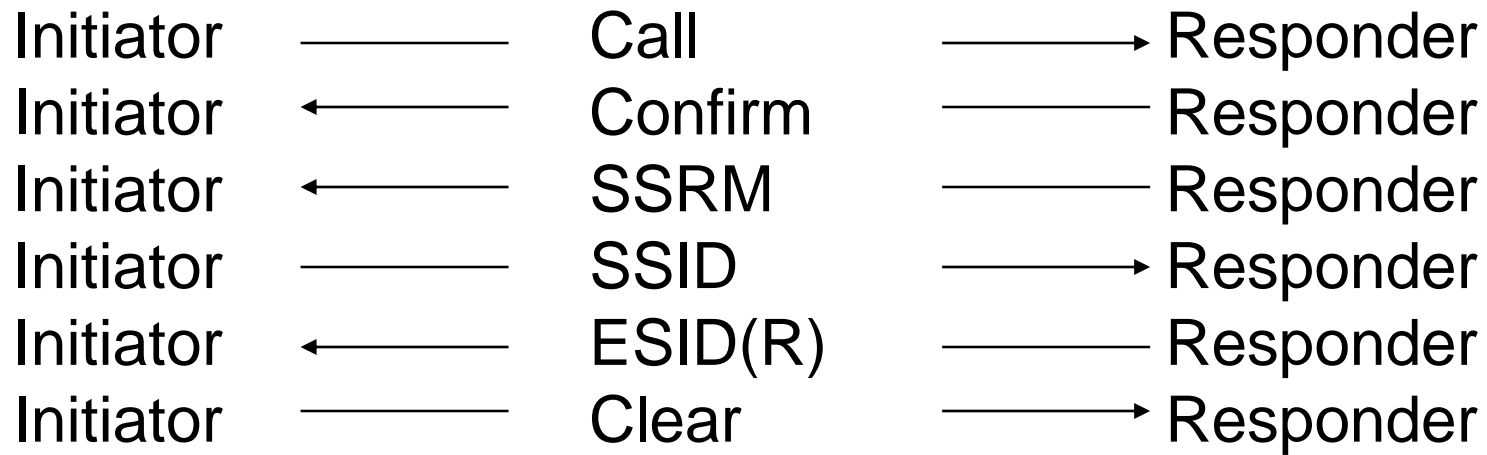 Initiator Call Responder
Initiator Confirm Responder
Initiator SSRM Responder
Initiator SSID Responder
Initiator ESID(R) Responder
Initiator Clear Responder